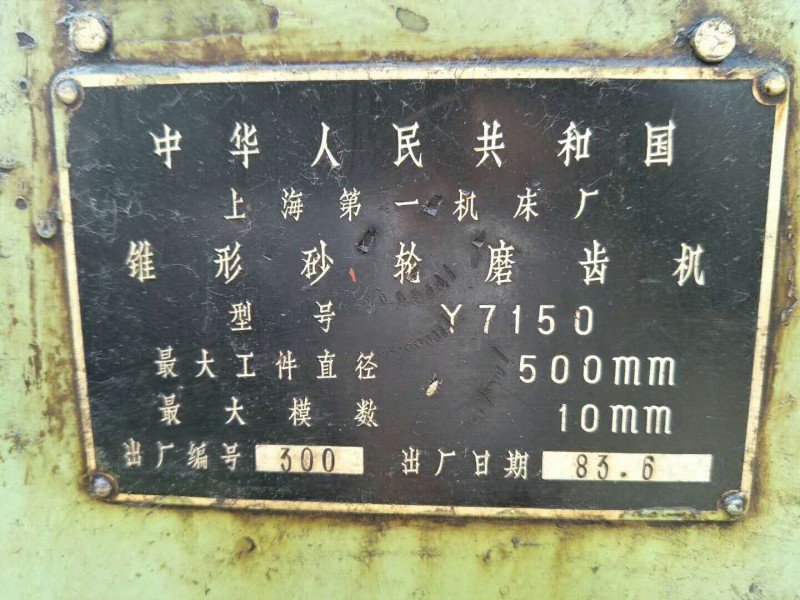 中华人民共和国
上海第一机床厂
锥形砂轮磨齿机
型号 Y7150
最大工件直径 500mm
最大模数 10mm
出厂编号 300 出厂日期 83.6